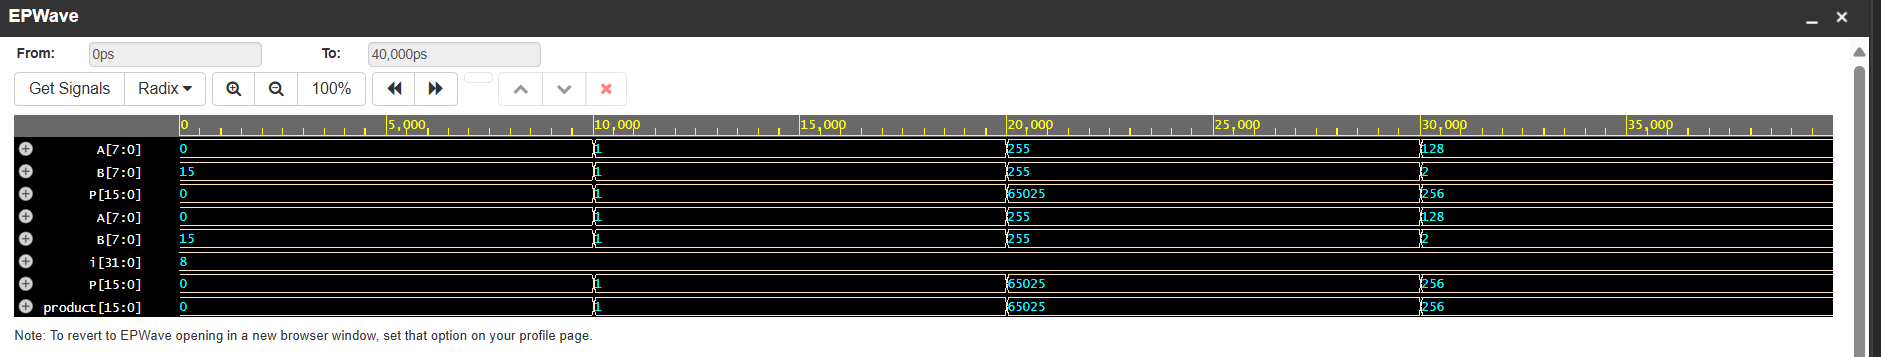 EPWave
From: 0ps To: 40,000ps
Get Signals Radix 100%
0 5,000 10,000 15,000 20,000 25,000 30,000 35,000
A[7:0] 0 1 255 128
B[7:0] 15 1 255 2
P[15:0] 0 1 65025 256
A[7:0] 0 1 255 128
B[7:0] 15 1 255 2
i[31:0] 8
P[15:0] 0 1 65025 256
product[15:0] 0 1 65025 256
Note: To revert to EPWave opening in a new browser window, set that option on your profile page.